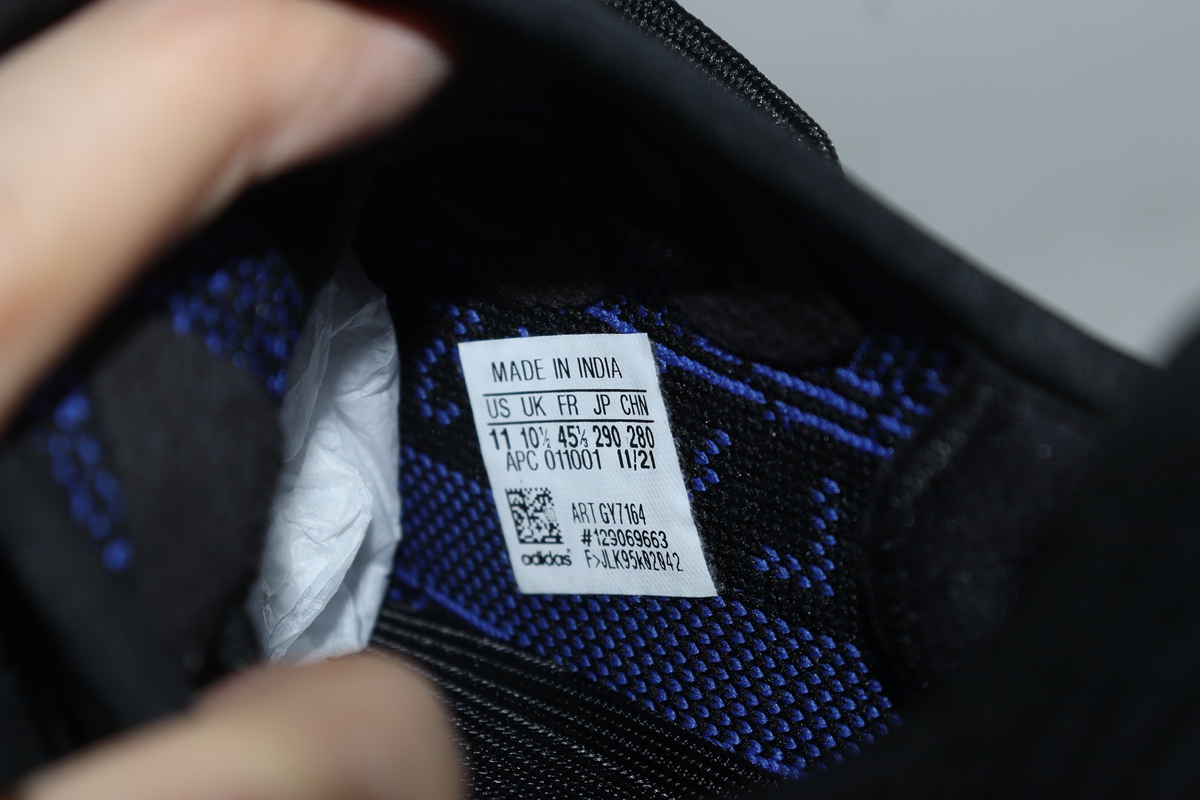 MADE IN INDIA
US UK FR JP CHN
11 10½ 45⅓ 290 280
APC 011001 11/21
ART GY7164
#129069663
adidas F>JLK95K02042